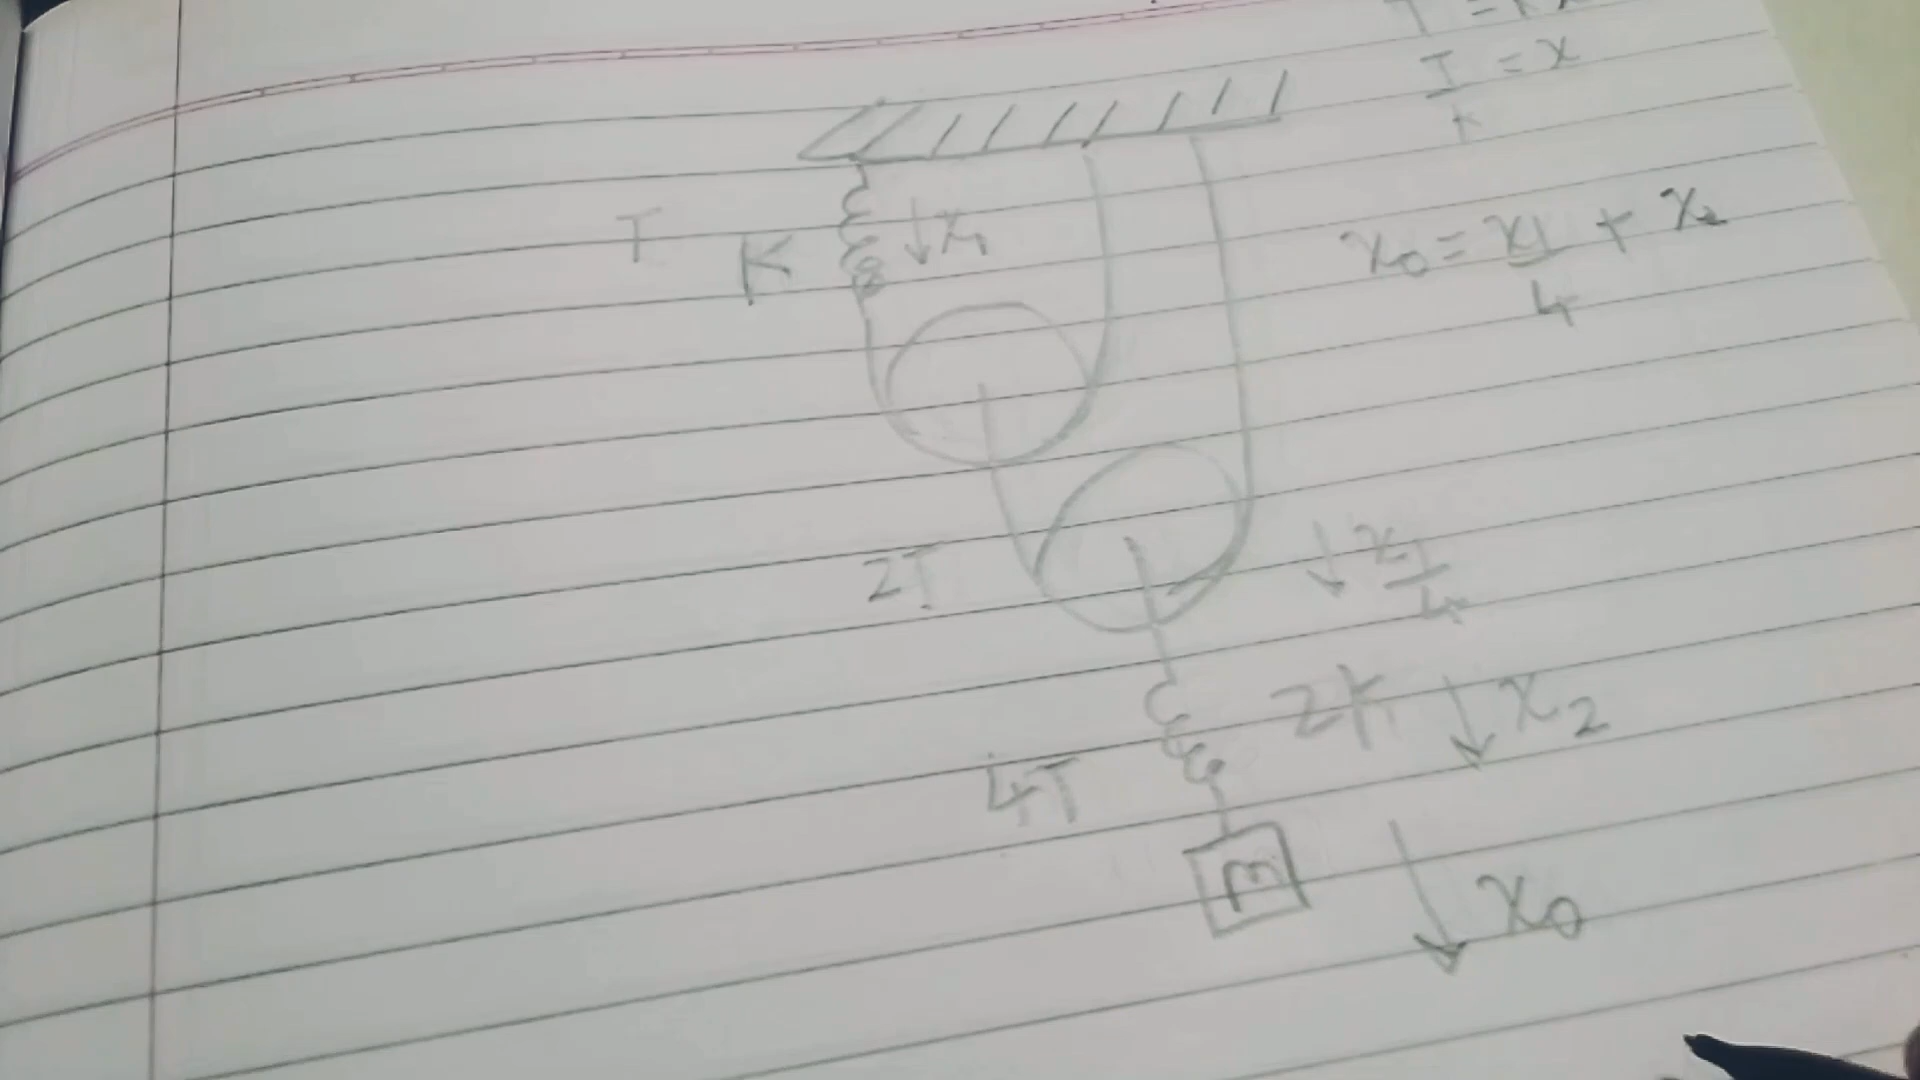 T = x
K
T K ↓x₁
x₀ = x₁/4 + x₂
2T ↓x₁/4
2K ↓x₂
4T
m
↓x₀